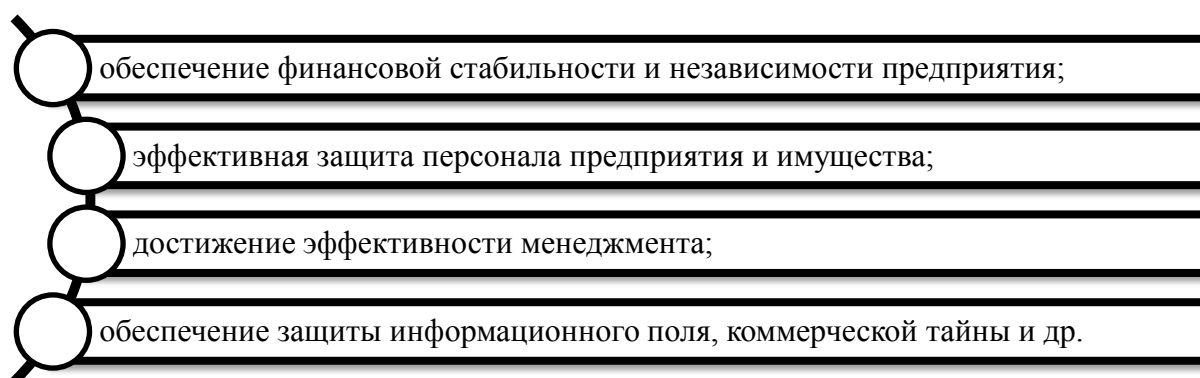 обеспечение финансовой стабильности и независимости предприятия;
эффективная защита персонала предприятия и имущества;
достижение эффективности менеджмента;
обеспечение защиты информационного поля, коммерческой тайны и др.